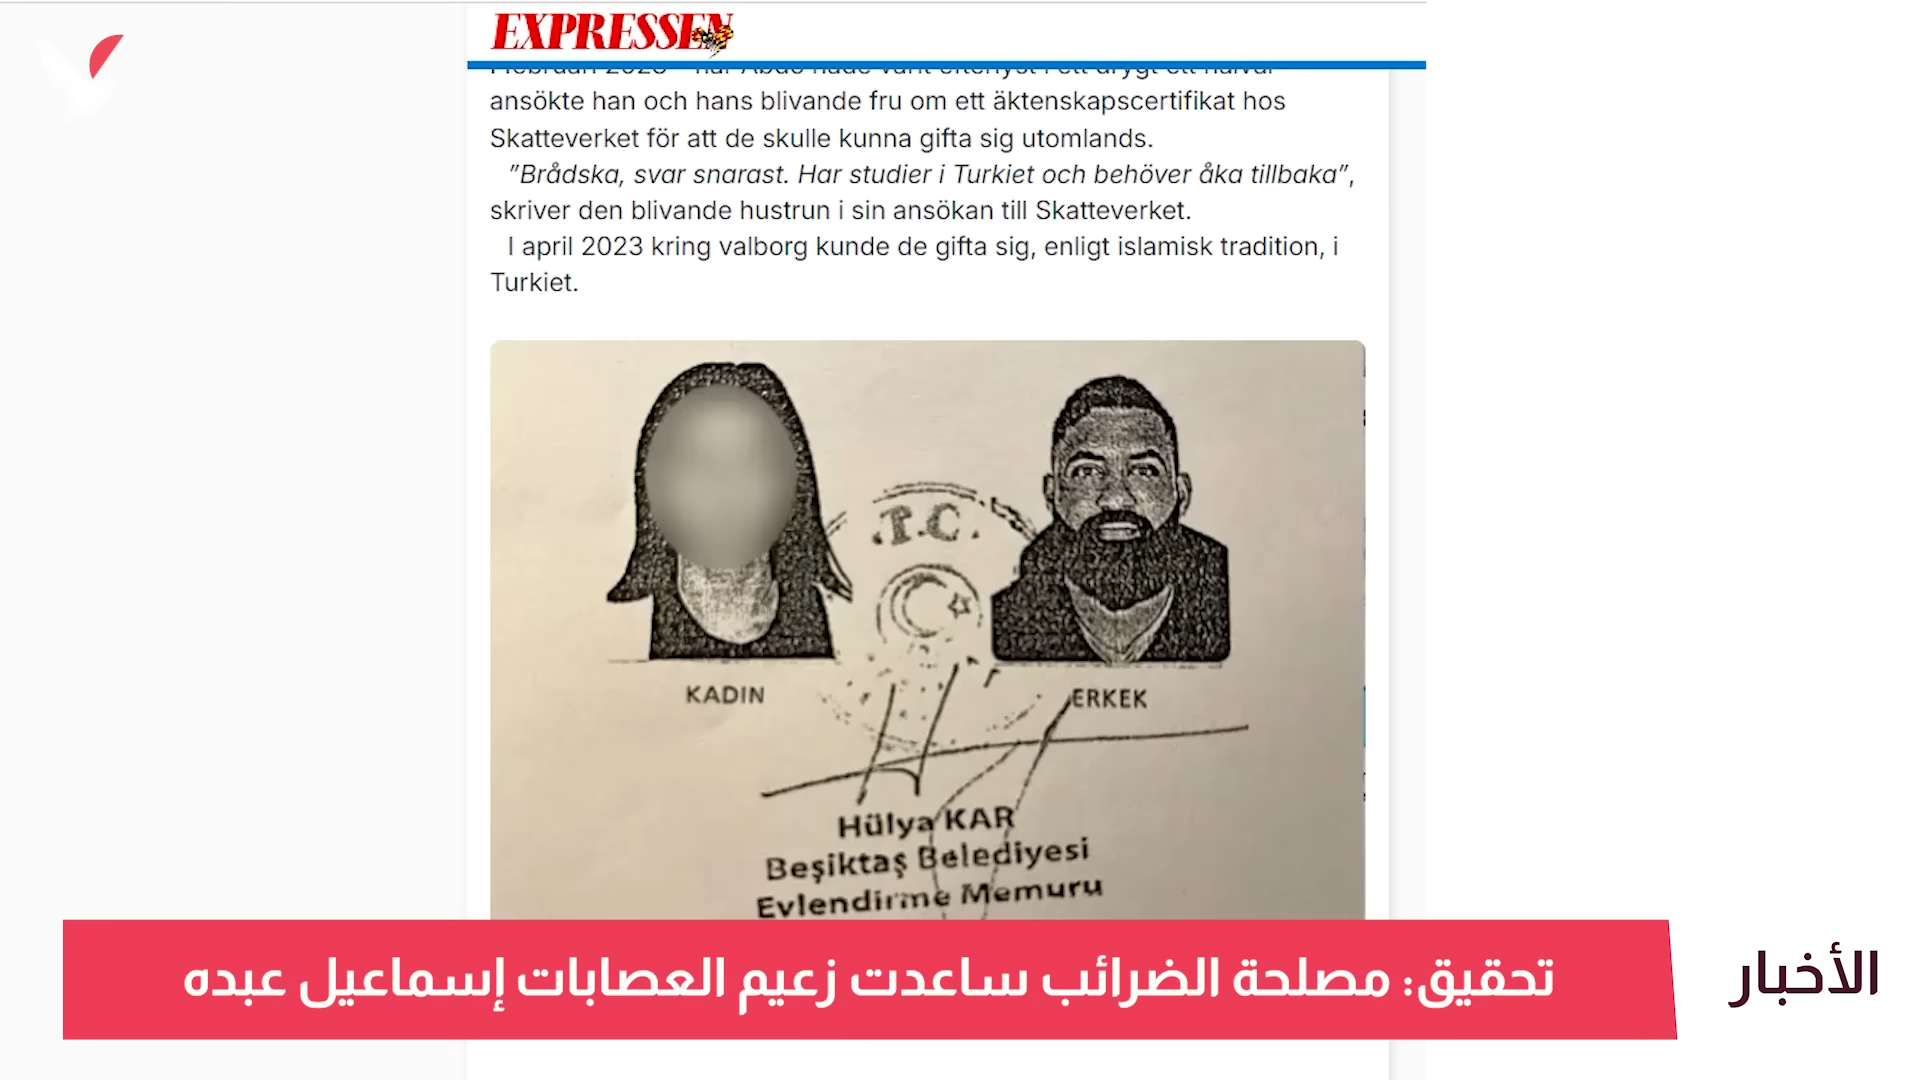 EXPRESSEN
ansökte han och hans blivande fru om ett äktenskapscertifikat hos
Skatteverket för att de skulle kunna gifta sig utomlands.
”Brådska, svar snarast. Har studier i Turkiet och behöver åka tillbaka”,
skriver den blivande hustrun i sin ansökan till Skatteverket.
I april 2023 kring valborg kunde de gifta sig, enligt islamisk tradition, i
Turkiet.
.T.C.
KADIN
ERKEK
Hülya KAR
Beşiktaş Belediyesi
Evlendirme Memuru
تحقيق: مصلحة الضرائب ساعدت زعيم العصابات إسماعيل عبده
الأخبار